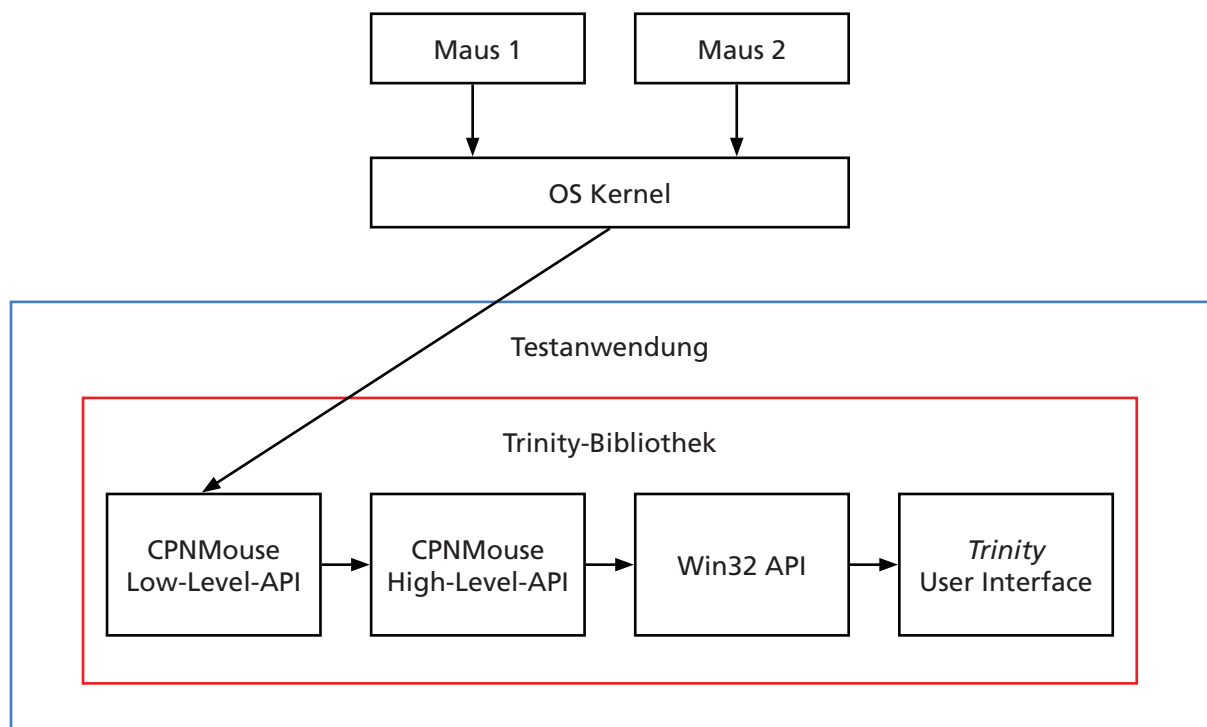 Maus 1
Maus 2
OS Kernel
Testanwendung
Trinity-Bibliothek
CPNMouse
Low-Level-API
CPNMouse
High-Level-API
Win32 API
Trinity
User Interface